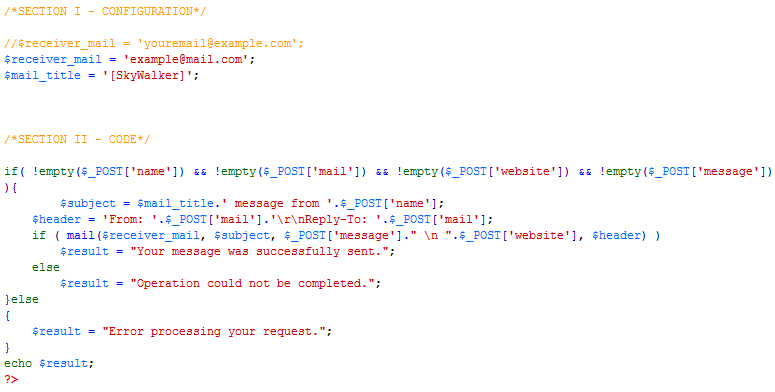 /*SECTION I - CONFIGURATION*/
//$receiver_mail = 'youremail@example.com';
$receiver_mail = 'example@mail.com';
$mail_title = '[SkyWalker]';
/*SECTION II - CODE*/
if( !empty($_POST['name']) && !empty($_POST['mail']) && !empty($_POST['website']) && !empty($_POST['message'])
){
$subject = $mail_title.' message from '.$_POST['name'];
$header = 'From: '.$_POST['mail'].'\r\nReply-To: '.$_POST['mail'];
if ( mail($receiver_mail, $subject, $_POST['message']." \n ".$_POST['website'], $header) )
$result = "Your message was successfully sent.";
else
$result = "Operation could not be completed.";
}else
{
$result = "Error processing your request.";
}
echo $result;
?>